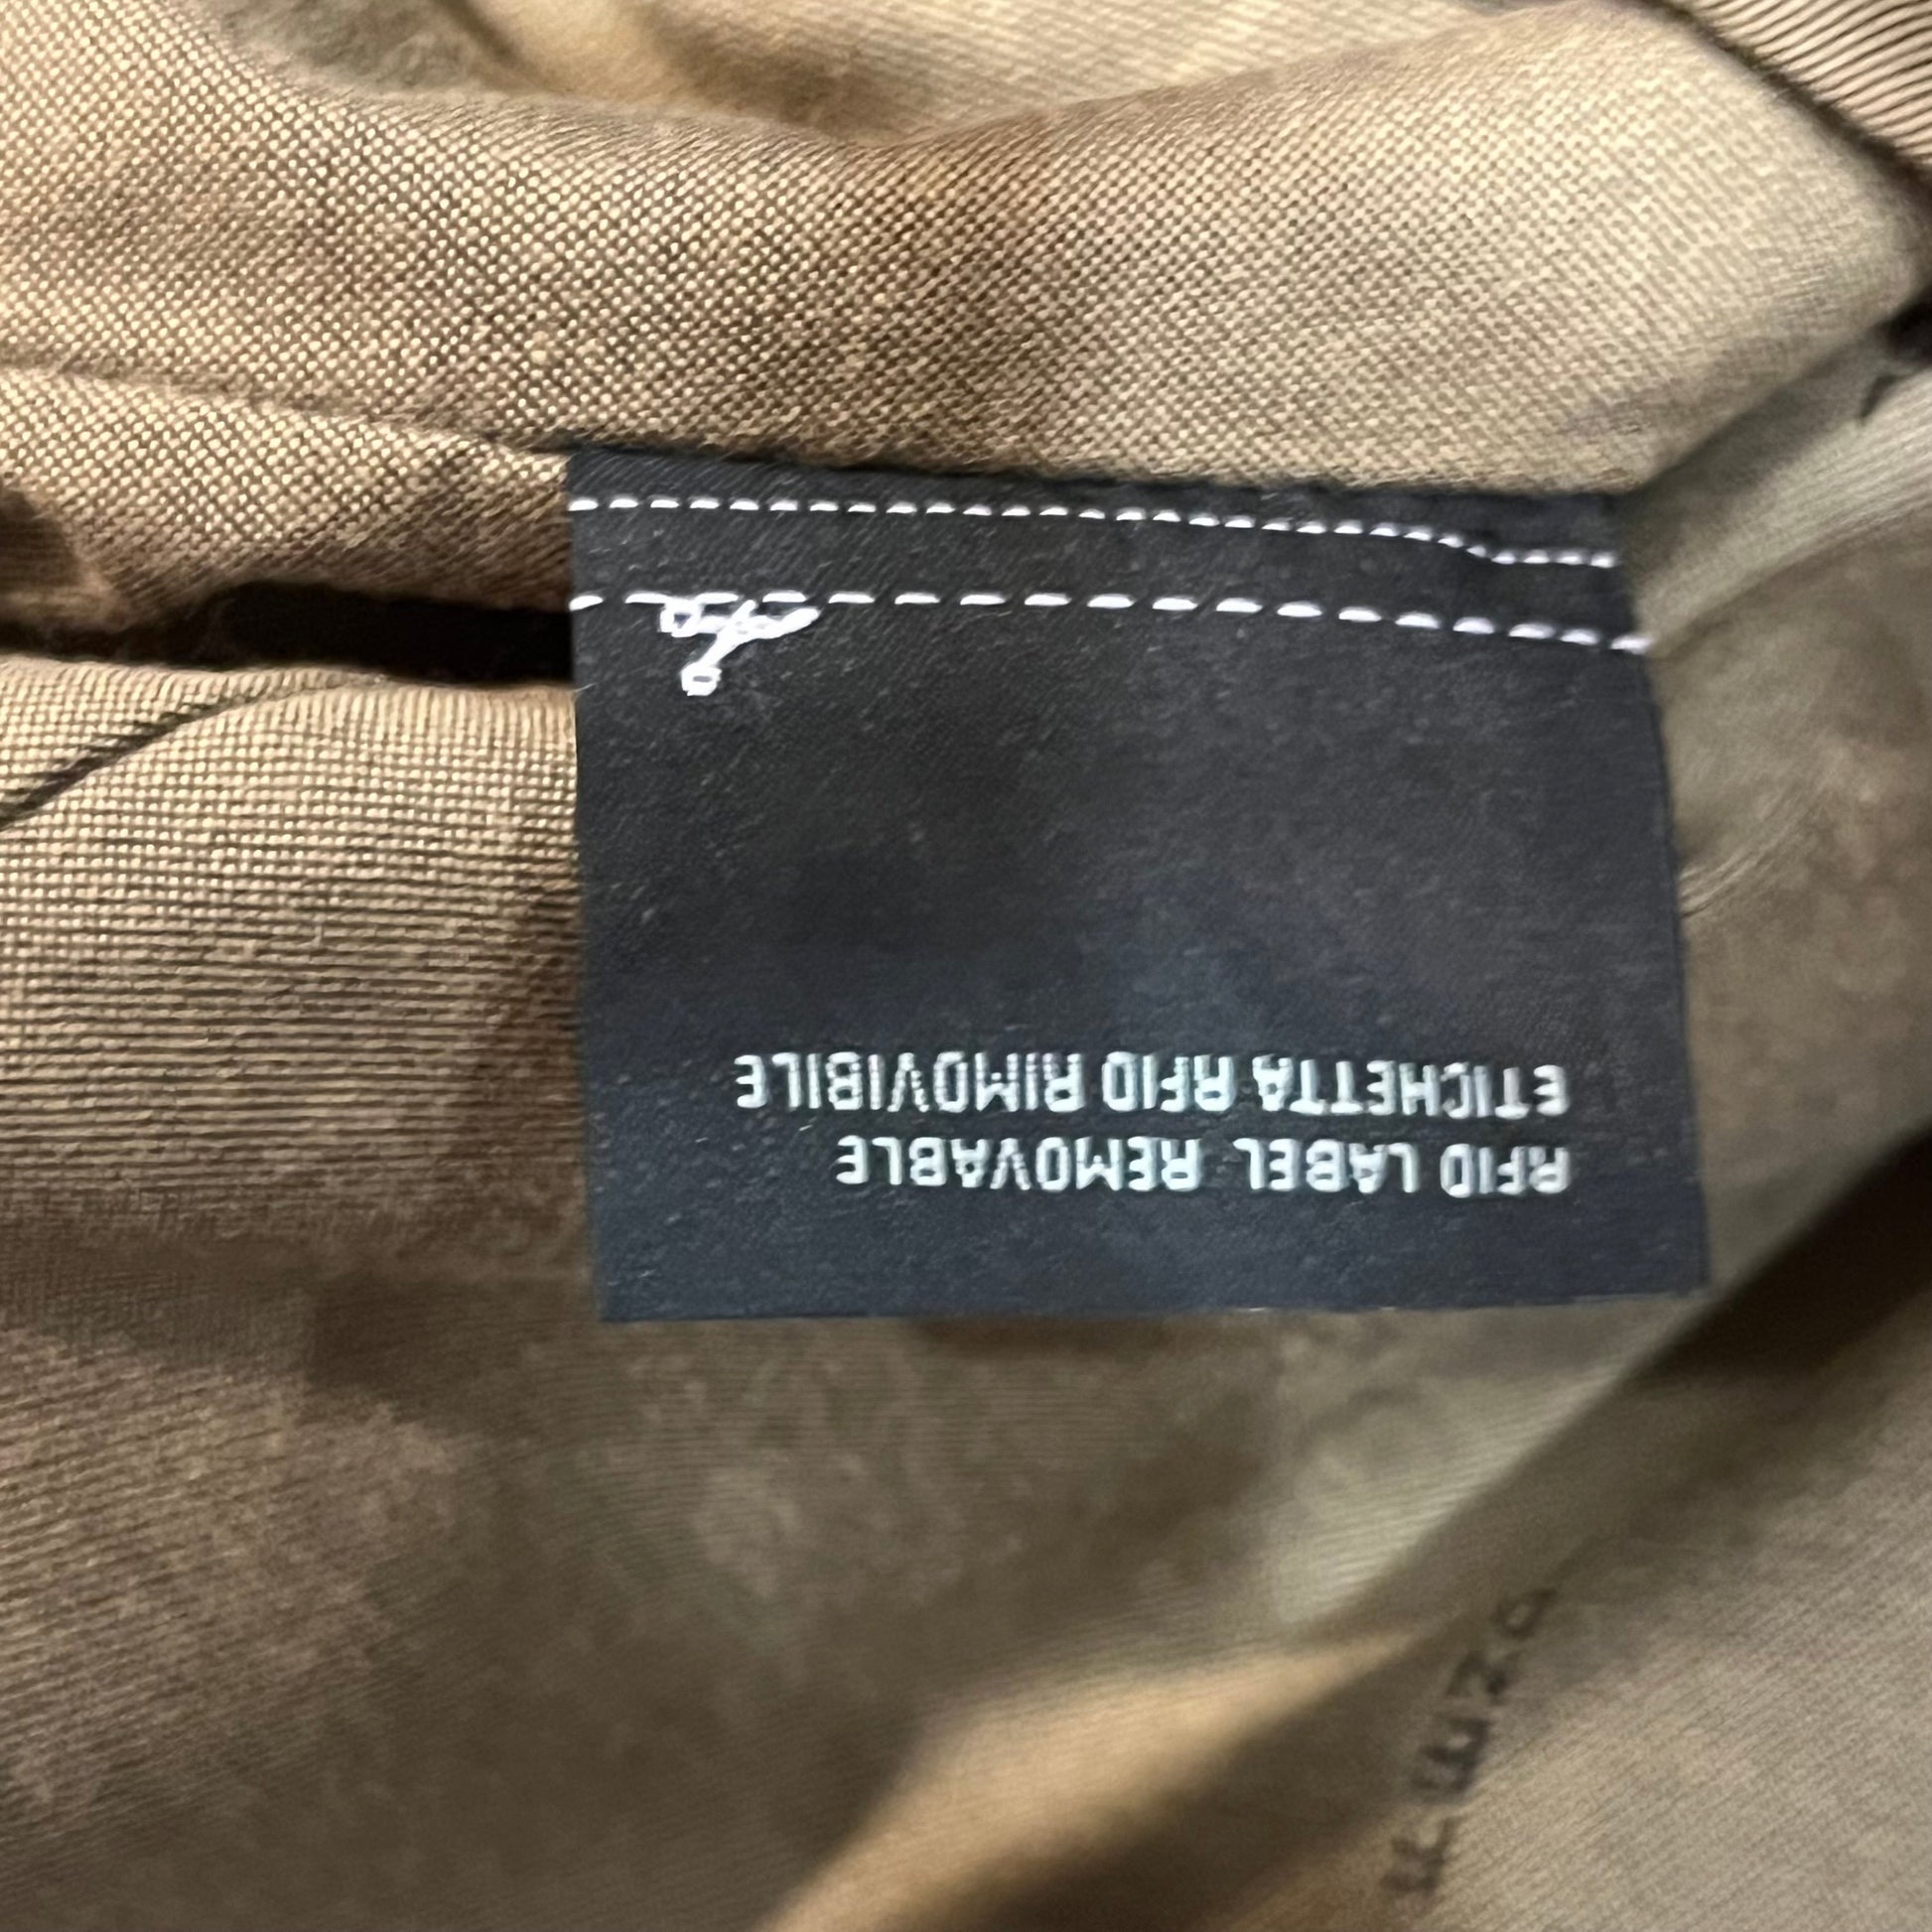 RFID LABEL REMOVABLE
ETICHETTA RFID RIMOVIBILE